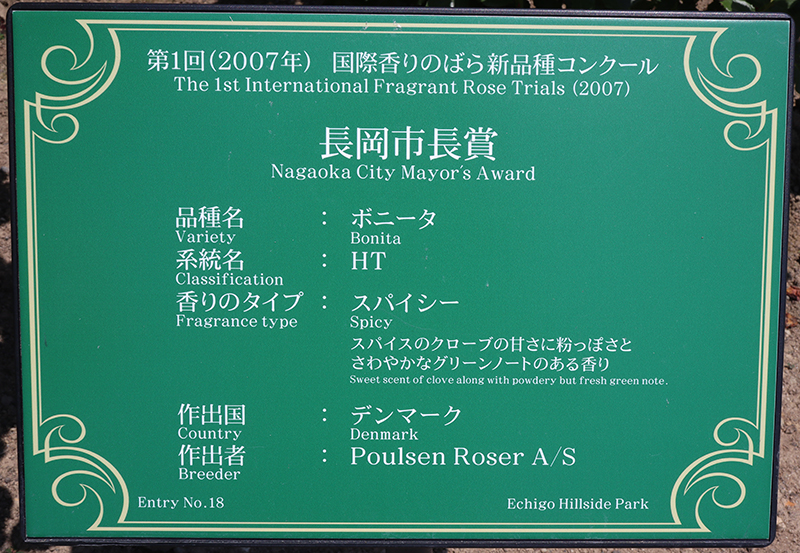 第1回(2007年) 国際香りのばら新品種コンクール
The 1st International Fragrant Rose Trials (2007)
長岡市長賞
Nagaoka City Mayor's Award
品種名 : ボニータ
Variety Bonita
系統名 : HT
Classification
香りのタイプ : スパイシー
Fragrance type Spicy
スパイスのクローブの甘さに粉っぽさと
さわやかなグリーンノートのある香り
Sweet scent of clove along with powdery but fresh green note.
作出国 : デンマーク
Country Denmark
作出者 : Poulsen Roser A/S
Breeder
Entry No.18 Echigo Hillside Park